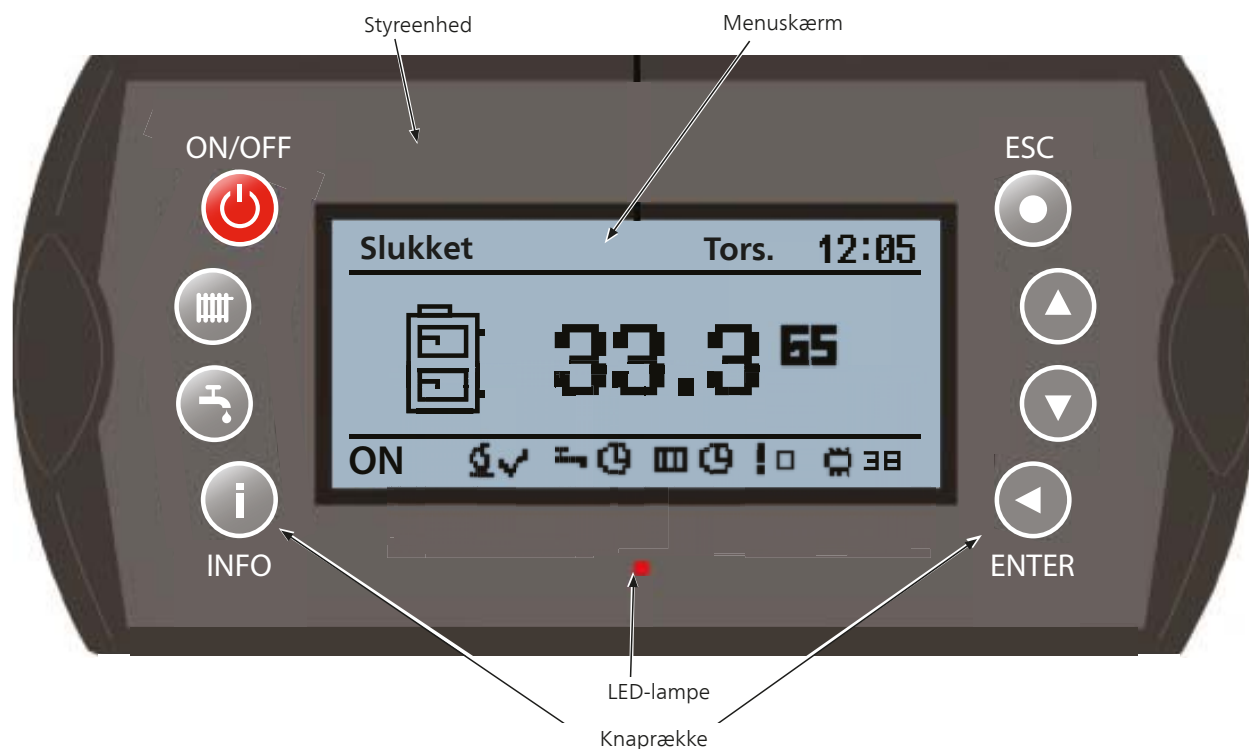 Styreenhed
Menuskærm
ON/OFF
ESC
Slukket Tors. 12:05
33.3 65
ON 38
i
INFO
ENTER
LED-lampe
Knaprække